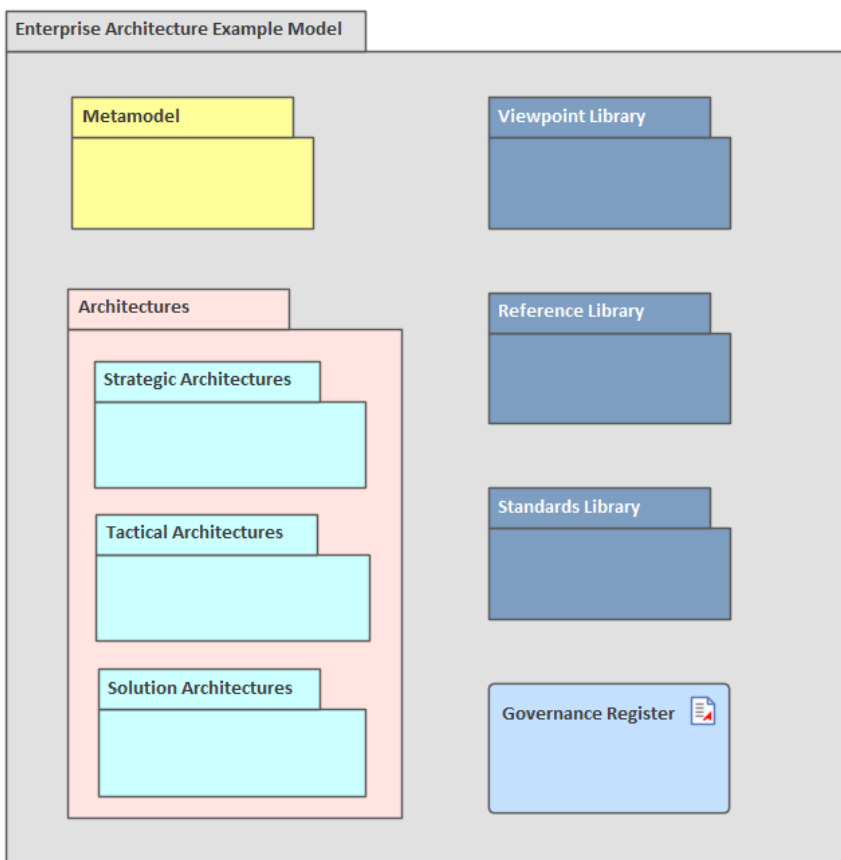 Enterprise Architecture Example Model
Metamodel
Viewpoint Library
Architectures
Reference Library
Strategic Architectures
Standards Library
Tactical Architectures
Solution Architectures
Governance Register